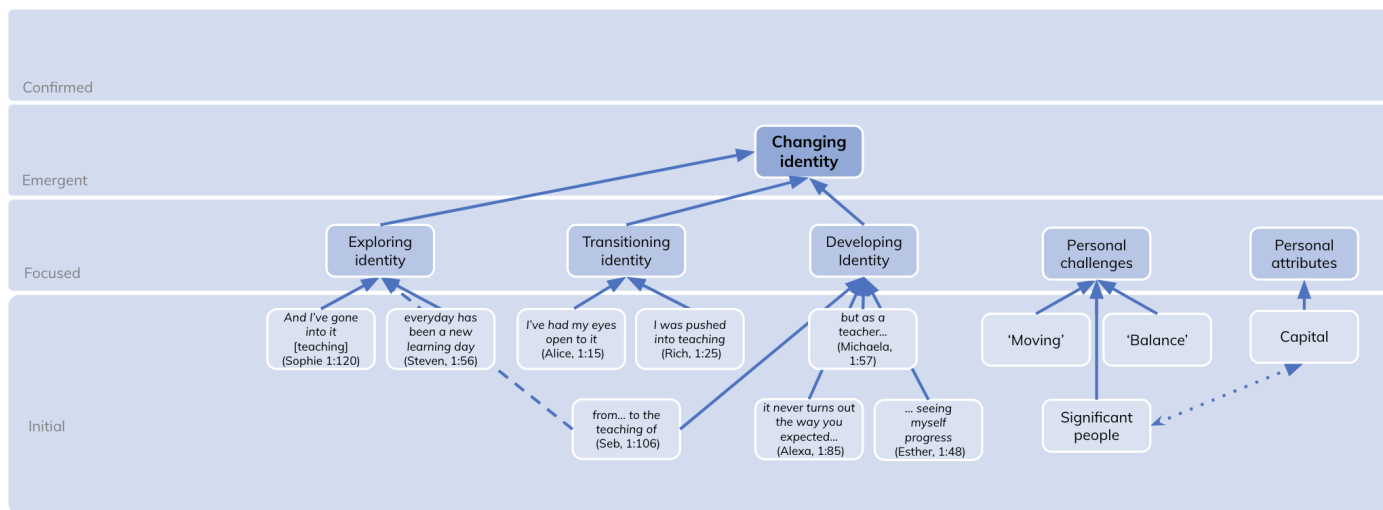 Confirmed
Emergent
Changing
identity
Focused
Exploring
identity
Transitioning
identity
Developing
Identity
Personal
challenges
Personal
attributes
Initial
And I've gone
into it
[teaching]
(Sophie 1:120)
everyday has
been a new
learning day
(Steven, 1:56)
I've had my eyes
open to it
(Alice, 1:15)
I was pushed
into teaching
(Rich, 1:25)
but as a
teacher...
(Michaela,
1:57)
'Moving'
'Balance'
Capital
from... to the
teaching of
(Seb, 1:106)
it never turns out
the way you
expected...
(Alexa, 1:85)
... seeing
myself
progress
(Esther, 1:48)
Significant
people